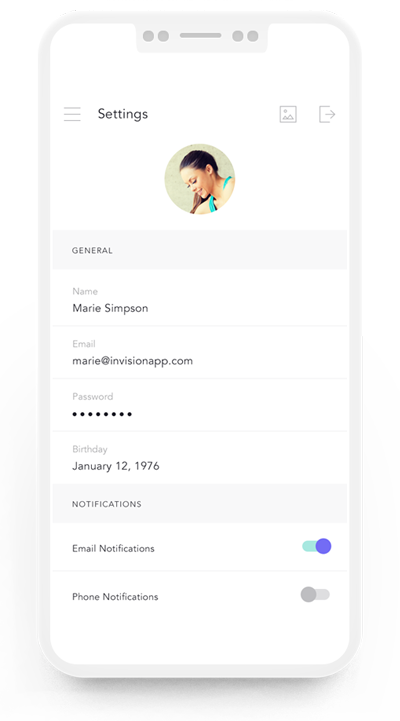 Settings
GENERAL
Name
Marie Simpson
Email
marie@invisionapp.com
Password
••••••••
Birthday
January 12, 1976
NOTIFICATIONS
Email Notifications
Phone Notifications